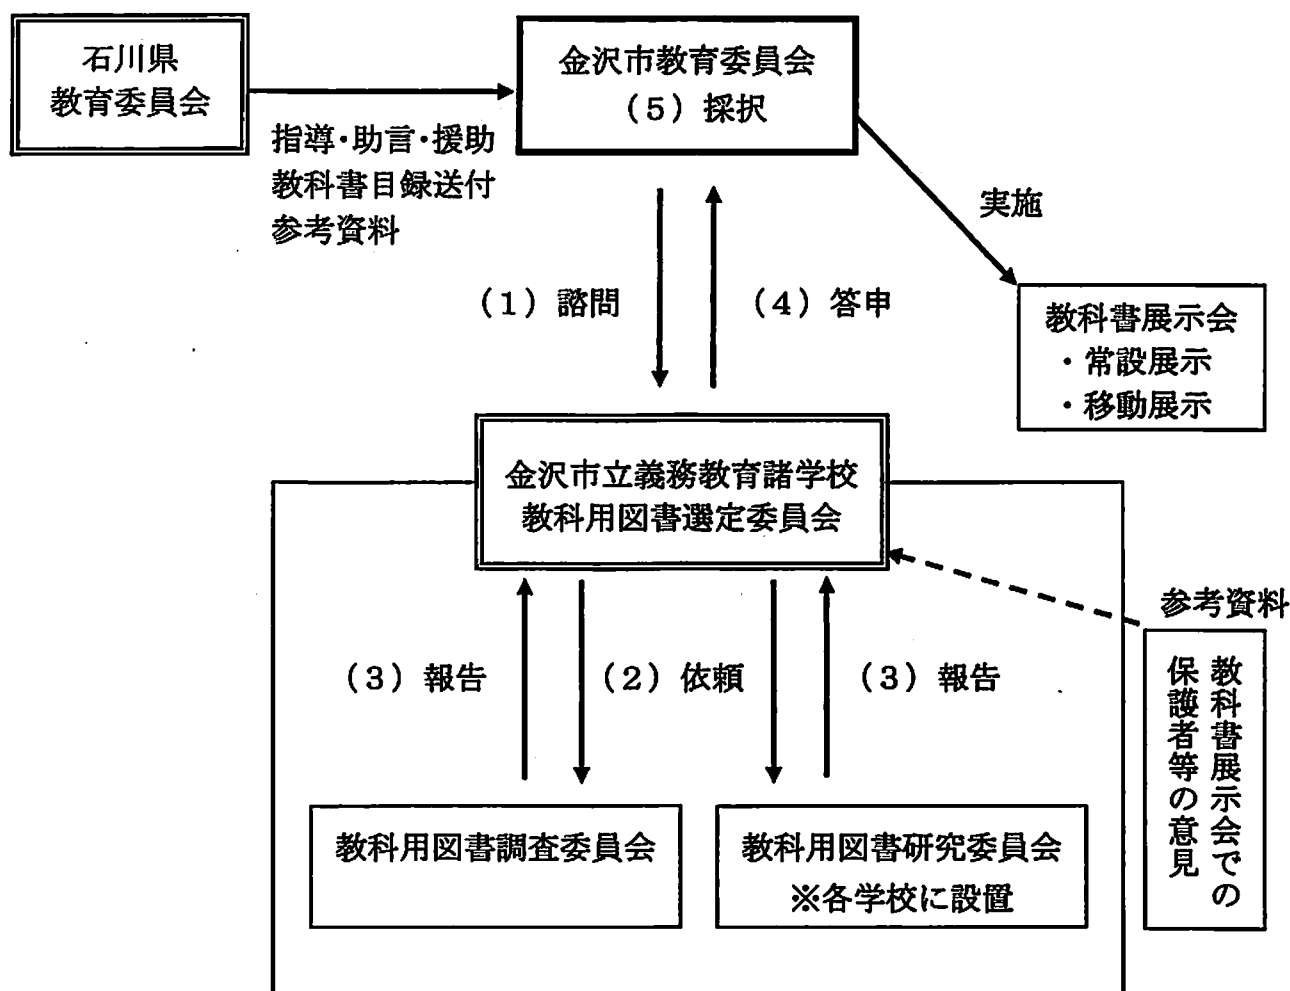 石川県
教育委員会
金沢市教育委員会
(5)採択
指導・助言・援助
教科書目録送付
参考資料
実施
(1)諮問
(4)答申
教科書展示会
・常設展示
・移動展示
金沢市立義務教育諸学校
教科用図書選定委員会
参考資料
(3)報告
(2)依頼
(3)報告
教科書展示会での
保護者等の意見
教科用図書調査委員会
教科用図書研究委員会
※各学校に設置